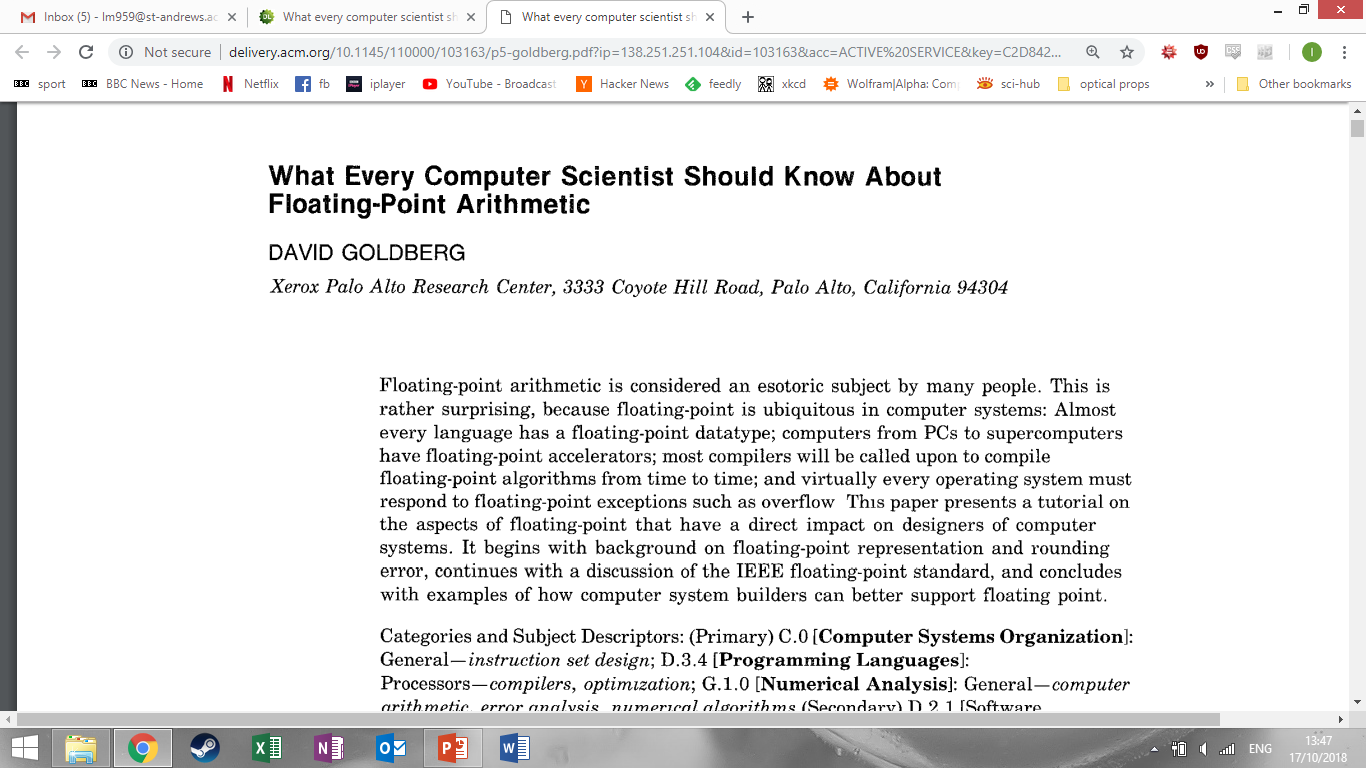 Inbox (5) - lm959@st-andrews.ac
What every computer scientist sh
What every computer scientist sh
Not secure | delivery.acm.org/10.1145/110000/103163/p5-goldberg.pdf?ip=138.251.251.104&id=103163&acc=ACTIVE%20SERVICE&key=C2D842...
BBC sport BBC BBC News - Home N Netflix fb iplayer YouTube - Broadcast Y Hacker News feedly xkcd Wolfram|Alpha: Com sci-hub optical props » Other bookmarks
What Every Computer Scientist Should Know About
Floating-Point Arithmetic
DAVID GOLDBERG
Xerox Palo Alto Research Center, 3333 Coyote Hill Road, Palo Alto, California 94304
Floating-point arithmetic is considered an esotoric subject by many people. This is
rather surprising, because floating-point is ubiquitous in computer systems: Almost
every language has a floating-point datatype; computers from PCs to supercomputers
have floating-point accelerators; most compilers will be called upon to compile
floating-point algorithms from time to time; and virtually every operating system must
respond to floating-point exceptions such as overflow This paper presents a tutorial on
the aspects of floating-point that have a direct impact on designers of computer
systems. It begins with background on floating-point representation and rounding
error, continues with a discussion of the IEEE floating-point standard, and concludes
with examples of how computer system builders can better support floating point.
Categories and Subject Descriptors: (Primary) C.0 [Computer Systems Organization]:
General—instruction set design; D.3.4 [Programming Languages]:
Processors—compilers, optimization; G.1.0 [Numerical Analysis]: General—computer
arithmetic, error analysis, numerical algorithms (Secondary) D.2.1 [Software
ENG
13:47
17/10/2018